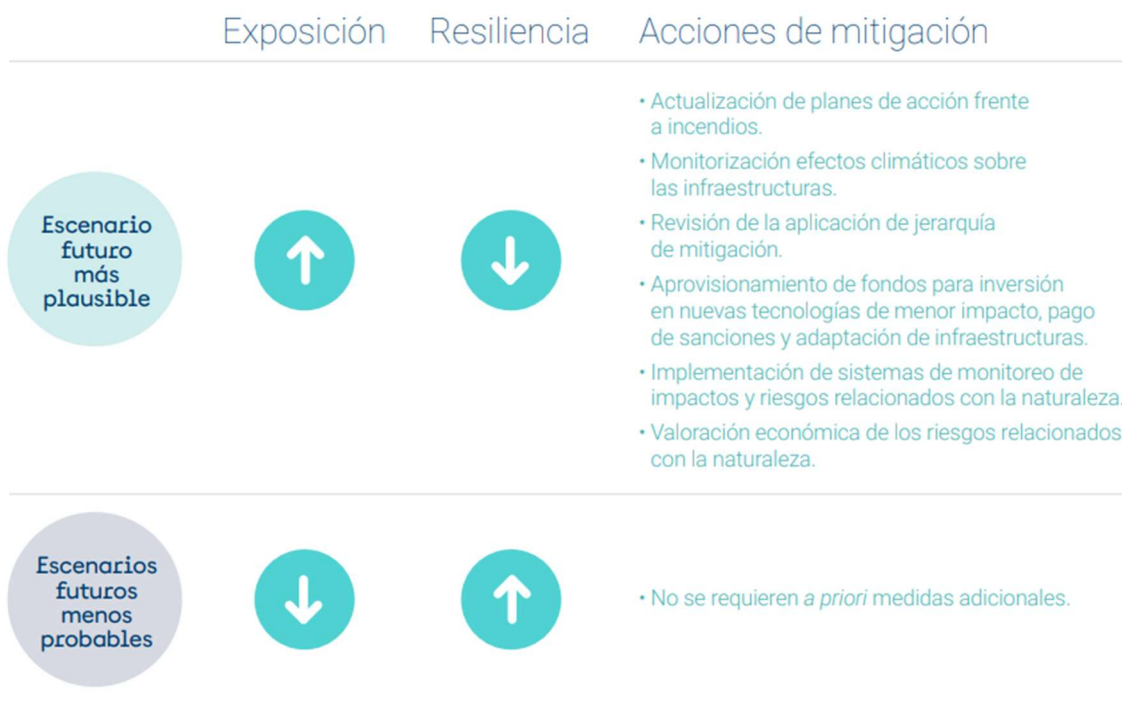 Exposición
Resiliencia
Acciones de mitigación
Escenario
futuro
más
plausible
• Actualización de planes de acción frente
a incendios.
• Monitorización efectos climáticos sobre
las infraestructuras.
• Revisión de la aplicación de jerarquía
de mitigación.
• Aprovisionamiento de fondos para inversión
en nuevas tecnologías de menor impacto, pago
de sanciones y adaptación de infraestructuras.
• Implementación de sistemas de monitoreo de
impactos y riesgos relacionados con la naturaleza.
• Valoración económica de los riesgos relacionados
con la naturaleza.
Escenarios
futuros
menos
probables
• No se requieren a priori medidas adicionales.